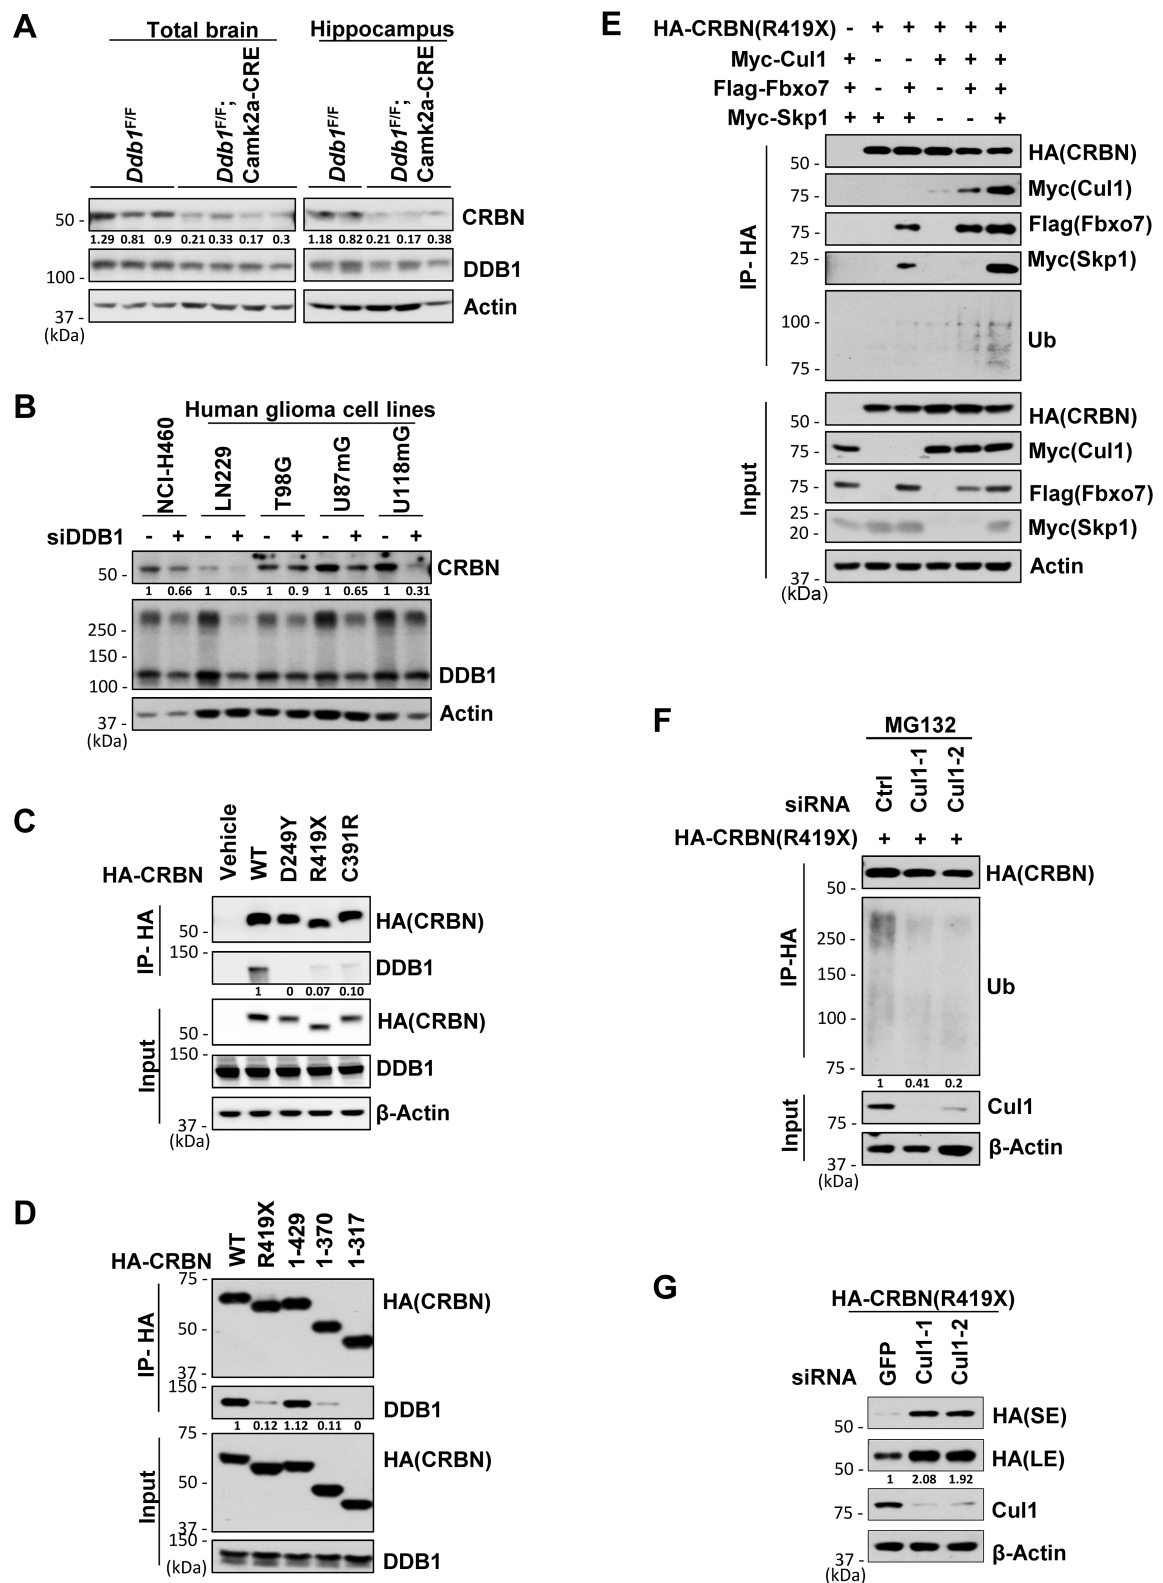 A
Total brain Hippocampus
Ddb1F/F
Ddb1F/F;
Camk2a-CRE
Ddb1F/F
Ddb1F/F;
Camk2a-CRE
50 - CRBN
1.29 0.81 0.9 0.21 0.33 0.17 0.3 1.18 0.82 0.21 0.17 0.38
100 - DDB1
37 - Actin
(kDa)
B
Human glioma cell lines
NCI-H460 LN229 T98G U87mG U118mG
siDDB1 - + - + - + - + - +
50 - CRBN
1 0.66 1 0.5 1 0.9 1 0.65 1 0.31
250 -
150 -
100 - DDB1
37 - Actin
(kDa)
C
HA-CRBN Vehicle WT D249Y R419X C391R
IP- HA
50 - HA(CRBN)
150 - DDB1
1 0 0.07 0.10
Input
50 - HA(CRBN)
150 - DDB1
37 - β-Actin
(kDa)
D
HA-CRBN WT R419X 1-429 1-370 1-317
IP- HA
75 - HA(CRBN)
50 -
37 -
150 - DDB1
1 0.12 1.12 0.11 0
Input
75 - HA(CRBN)
50 -
37 -
150 - DDB1
(kDa)
E
HA-CRBN(R419X) - + + + + +
Myc-Cul1 + - - + + +
Flag-Fbxo7 + - + - + +
Myc-Skp1 + + + - - +
IP- HA
50 - HA(CRBN)
75 - Myc(Cul1)
75 - Flag(Fbxo7)
25 - Myc(Skp1)
100 - Ub
75 -
Input
50 - HA(CRBN)
75 - Myc(Cul1)
75 - Flag(Fbxo7)
25 - Myc(Skp1)
20 -
37 - Actin
(kDa)
F
MG132
siRNA Ctrl Cul1-1 Cul1-2
HA-CRBN(R419X) + + +
IP-HA
50 - HA(CRBN)
250 -
150 - Ub
100 -
75 -
1 0.41 0.2
Input
75 - Cul1
37 - β-Actin
(kDa)
G
HA-CRBN(R419X)
siRNA GFP Cul1-1 Cul1-2
50 - HA(SE)
50 - HA(LE)
1 2.08 1.92
75 - Cul1
37 - β-Actin
(kDa)